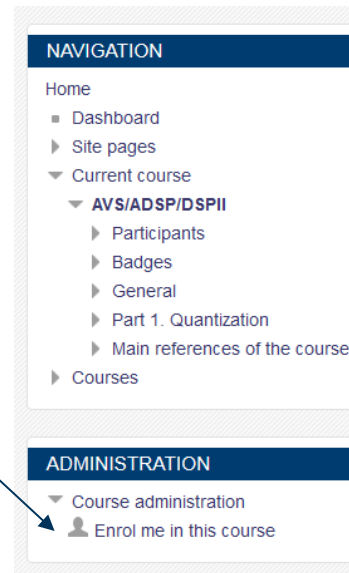 NAVIGATION
Home
Dashboard
Site pages
Current course
AVS/ADSP/DSPII
Participants
Badges
General
Part 1. Quantization
Main references of the course
Courses
ADMINISTRATION
Course administration
Enrol me in this course